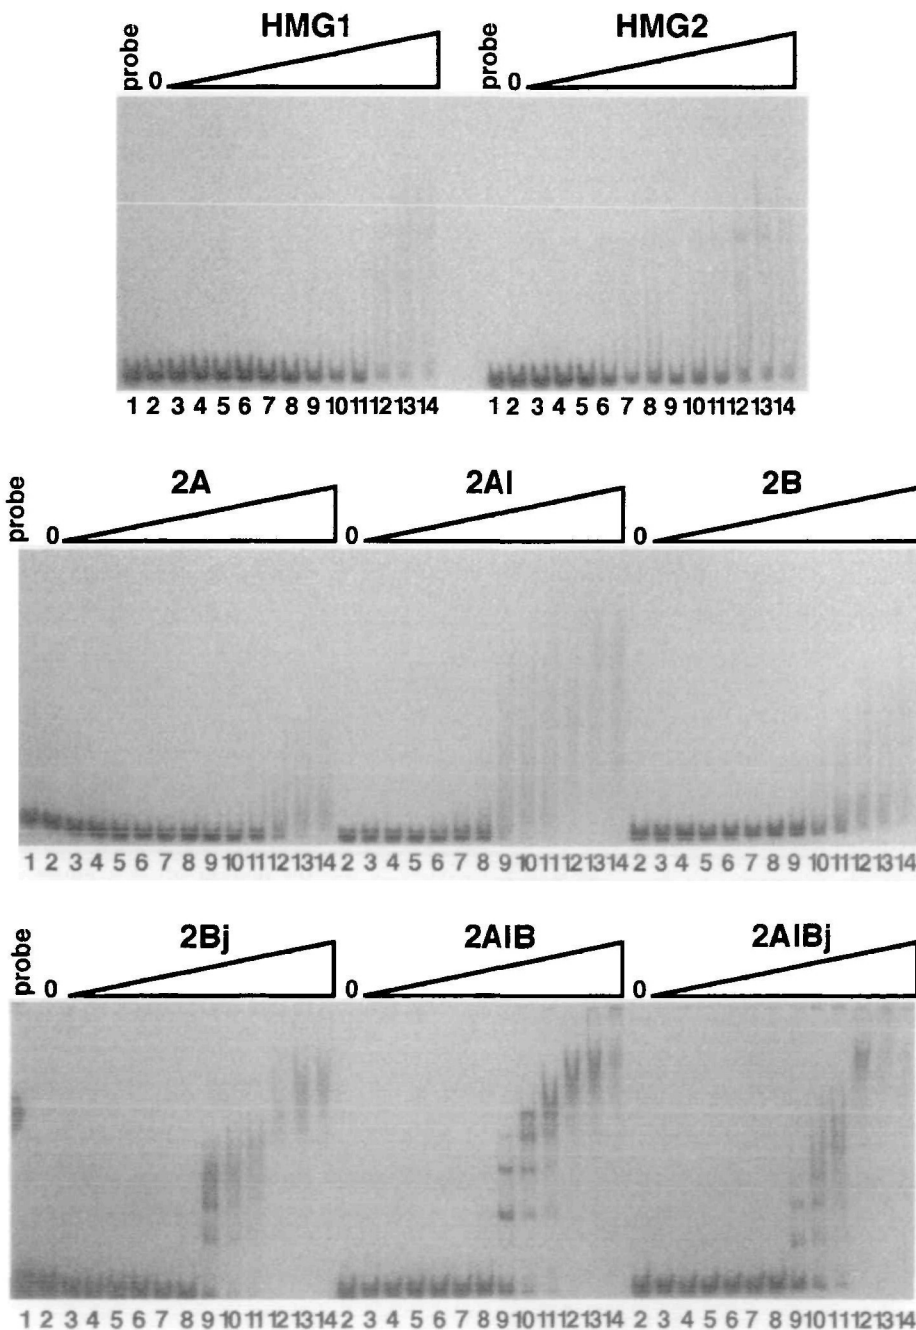 HMG1 HMG2
probe 0 probe 0
1 2 3 4 5 6 7 8 9 10 11 12 13 14 1 2 3 4 5 6 7 8 9 10 11 12 13 14
2A 2AI 2B
probe 0 0 0
1 2 3 4 5 6 7 8 9 10 11 12 13 14 2 3 4 5 6 7 8 9 10 11 12 13 14 2 3 4 5 6 7 8 9 10 11 12 13 14
2Bj 2AIB 2AIBj
probe 0 0 0
1 2 3 4 5 6 7 8 9 10 11 12 13 14 2 3 4 5 6 7 8 9 10 11 12 13 14 2 3 4 5 6 7 8 9 10 11 12 13 14